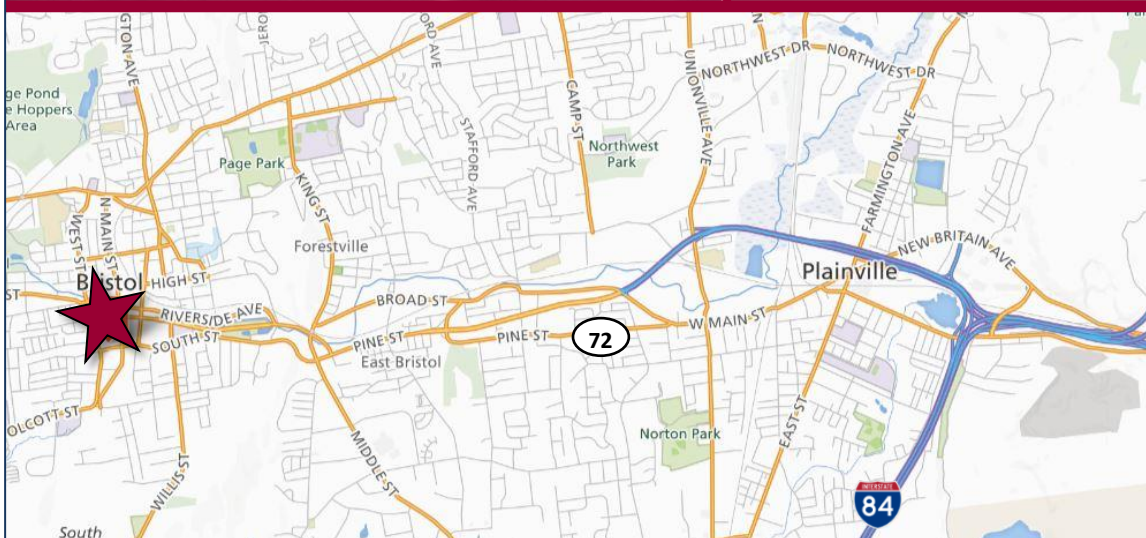 GTON AVE
JERO
ORD AVE
ge Pond
e Hoppers
Area
Page Park
KING ST
STAFFORD AVE
CAMP ST
Northwest
Park
UNIONVILLE AVE
NORTHWEST DR
NORTHWEST DR
FARMINGTON AVE
WEST ST
N MAIN ST
Forestville
Bristol
HIGH ST
ST
RIVERSIDE AVE
SOUTH ST
BROAD ST
PINE ST
East Bristol
PINE ST
72
W MAIN ST
Plainville
NEW BRITAIN AVE
OLCOTT ST
WILLIS ST
MIDDLE ST
Norton Park
EAST ST
INTERSTATE
84
South